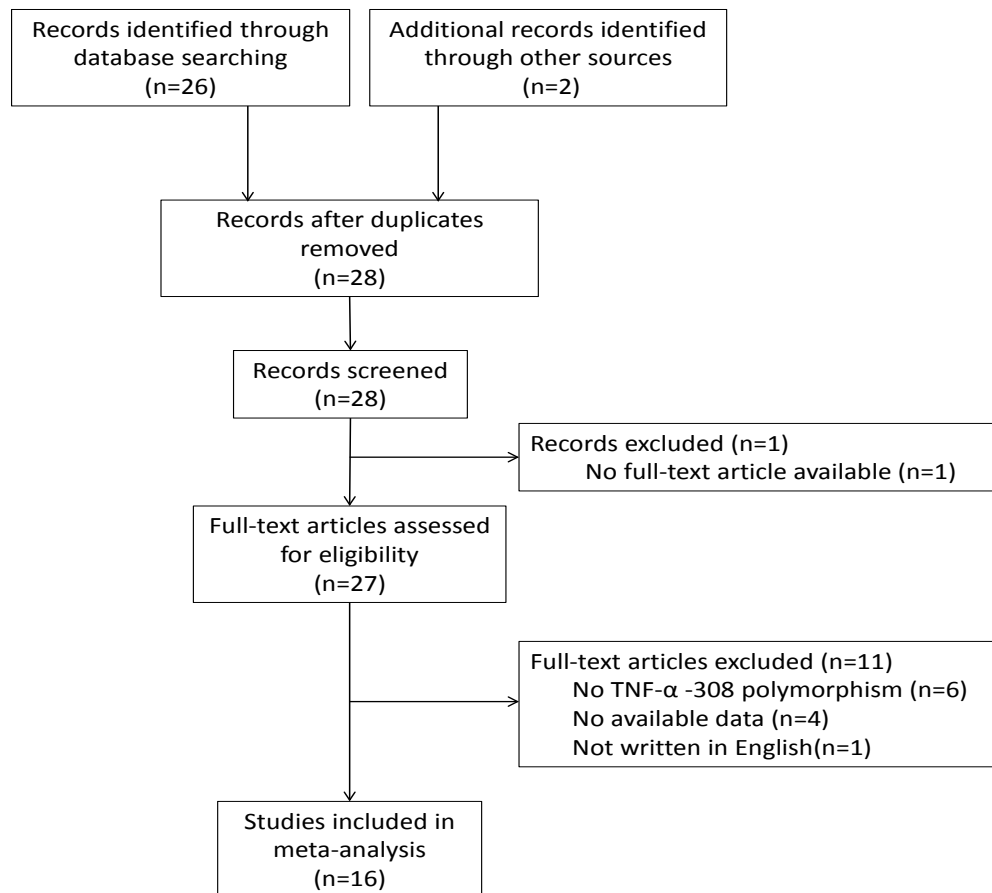 Records identified through
database searching
(n=26)
Additional records identified
through other sources
(n=2)
Records after duplicates
removed
(n=28)
Records screened
(n=28)
Records excluded (n=1)
No full-text article available (n=1)
Full-text articles assessed
for eligibility
(n=27)
Full-text articles excluded (n=11)
No TNF-α -308 polymorphism (n=6)
No available data (n=4)
Not written in English(n=1)
Studies included in
meta-analysis
(n=16)